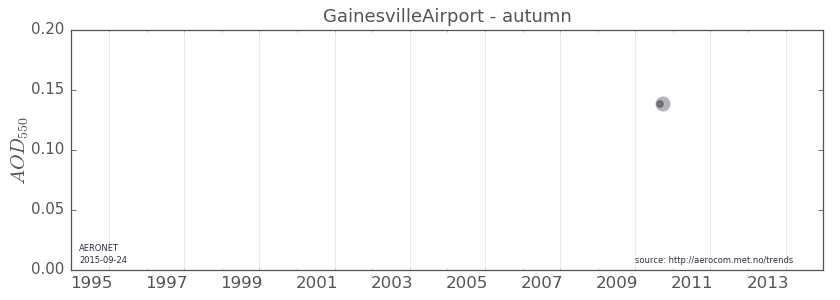 GainesvilleAirport - autumn
0.20
0.15
0.10
0.05
0.00
AOD550
AERONET
2015-09-24
source: http://aerocom.met.no/trends
1995 1997 1999 2001 2003 2005 2007 2009 2011 2013